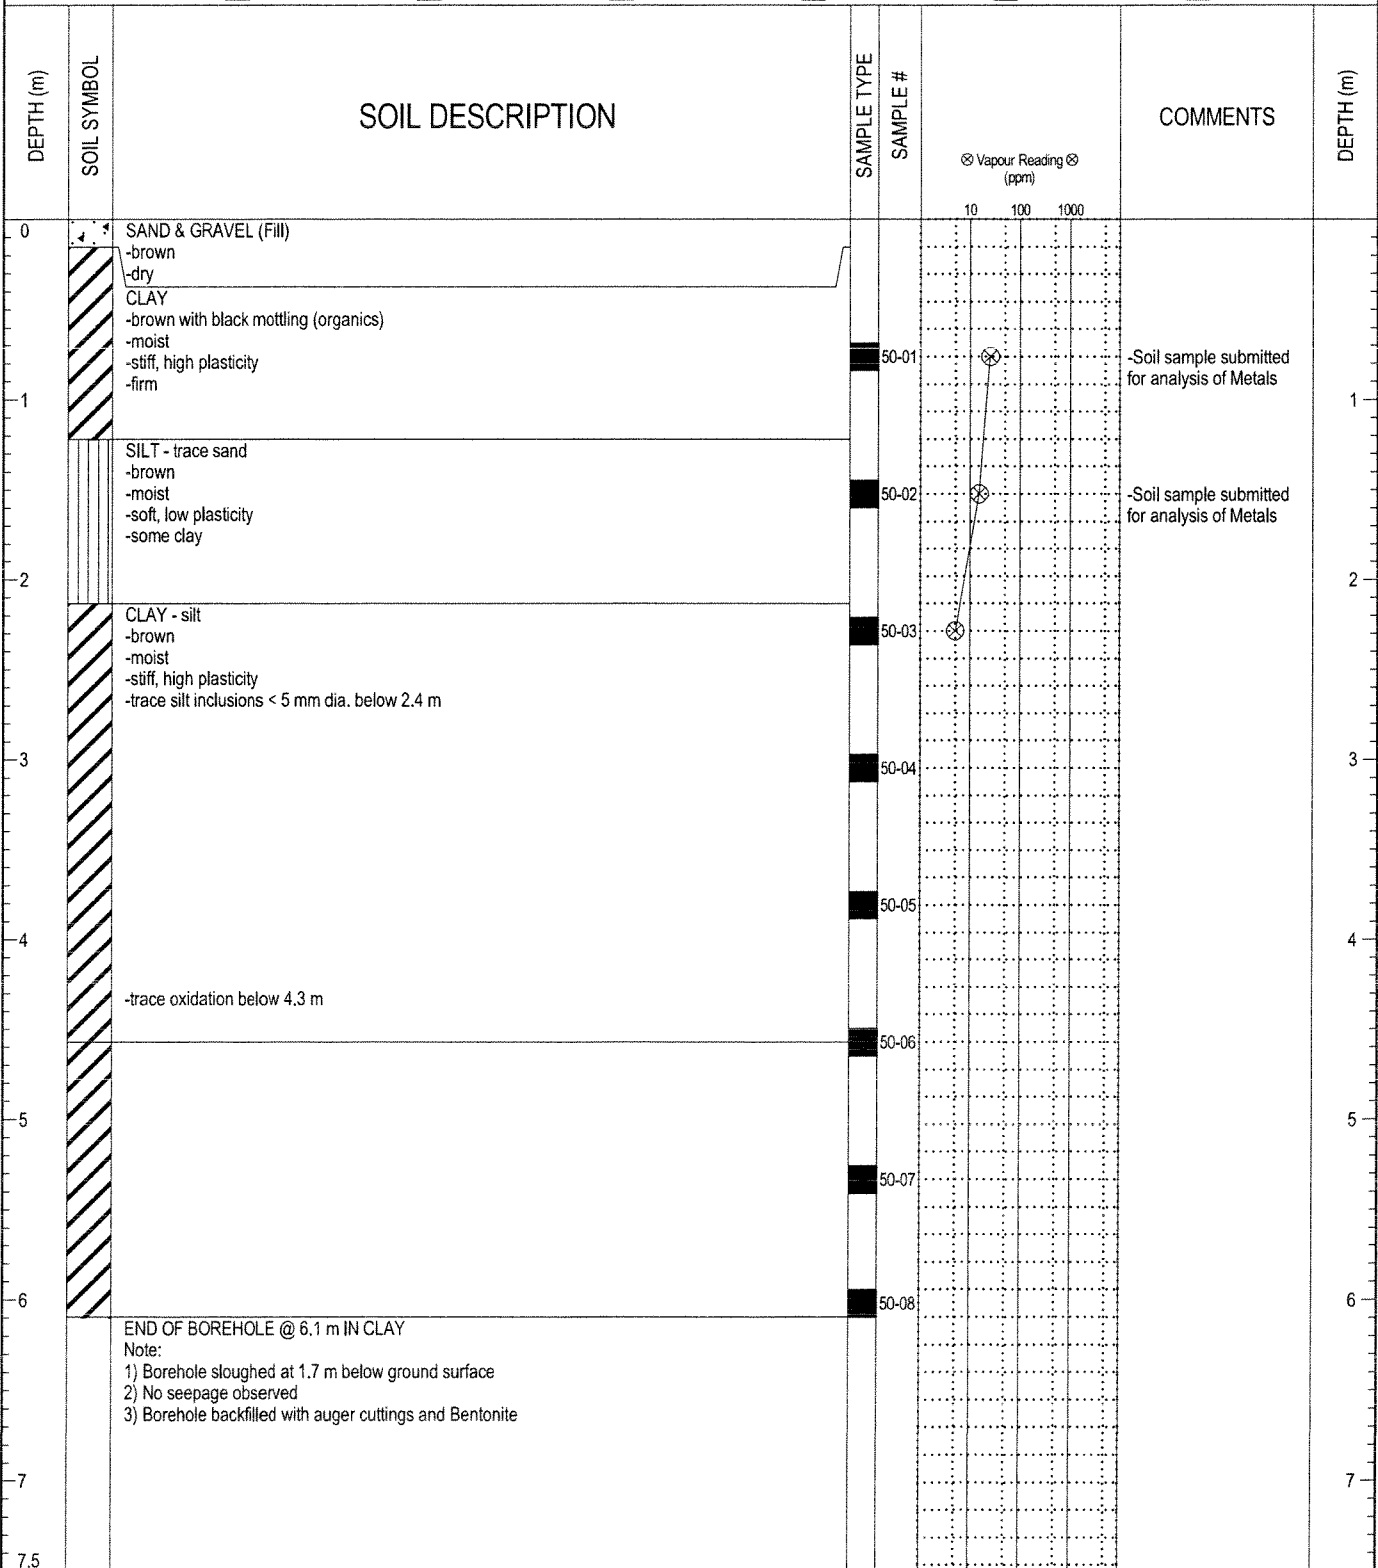 DEPTH (m)
SOIL SYMBOL
SOIL DESCRIPTION
SAMPLE TYPE
SAMPLE #
⊗ Vapour Reading ⊗
(ppm)
10 100 1000
COMMENTS
DEPTH (m)
0
SAND & GRAVEL (Fill)
-brown
-dry
CLAY
-brown with black mottling (organics)
-moist
-stiff, high plasticity
-firm
50-01
-Soil sample submitted
for analysis of Metals
1
1
SILT - trace sand
-brown
-moist
-soft, low plasticity
-some clay
50-02
-Soil sample submitted
for analysis of Metals
2
2
CLAY - silt
-brown
-moist
-stiff, high plasticity
-trace silt inclusions < 5 mm dia. below 2.4 m
50-03
3
50-04
3
50-05
4
4
-trace oxidation below 4.3 m
50-06
5
5
50-07
6
50-08
6
END OF BOREHOLE @ 6.1 m IN CLAY
Note:
1) Borehole sloughed at 1.7 m below ground surface
2) No seepage observed
3) Borehole backfilled with auger cuttings and Bentonite
7
7
7.5